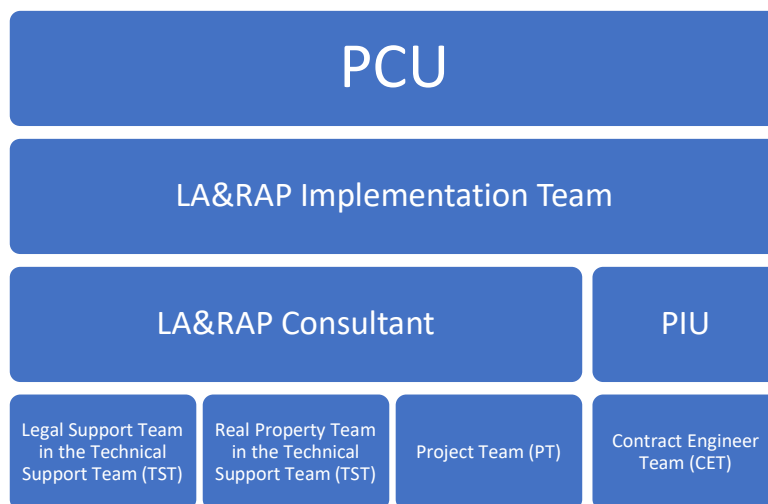 PCU
LA&RAP Implementation Team
LA&RAP Consultant
PIU
Legal Support Team
in the Technical
Support Team (TST)
Real Property Team
in the Technical
Support Team (TST)
Project Team (PT)
Contract Engineer
Team (CET)